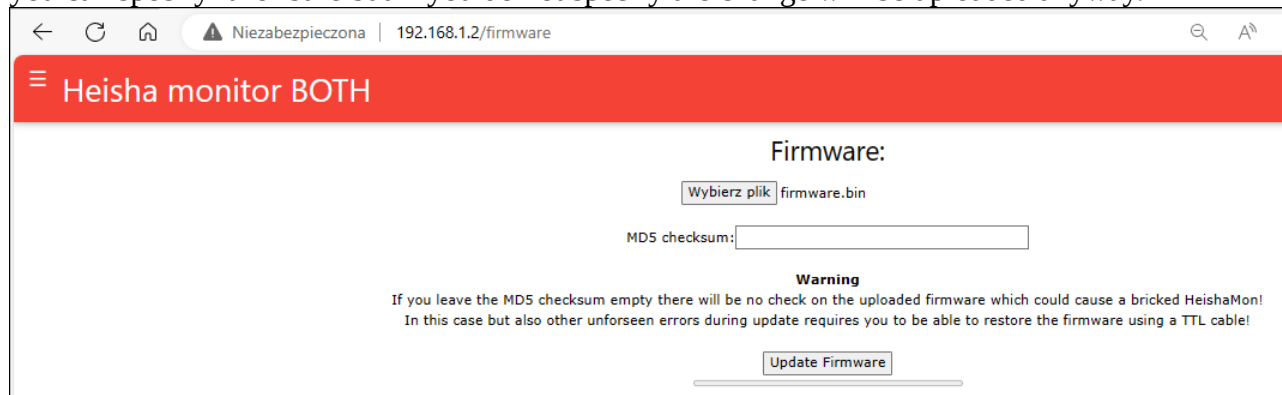 Niezabezpieczona | 192.168.1.2/firmware
Heisha monitor BOTH
Firmware:
Wybierz plik firmware.bin
MD5 checksum:
Warning
If you leave the MD5 checksum empty there will be no check on the uploaded firmware which could cause a bricked HeishaMon!
In this case but also other unforseen errors during update requires you to be able to restore the firmware using a TTL cable!
Update Firmware